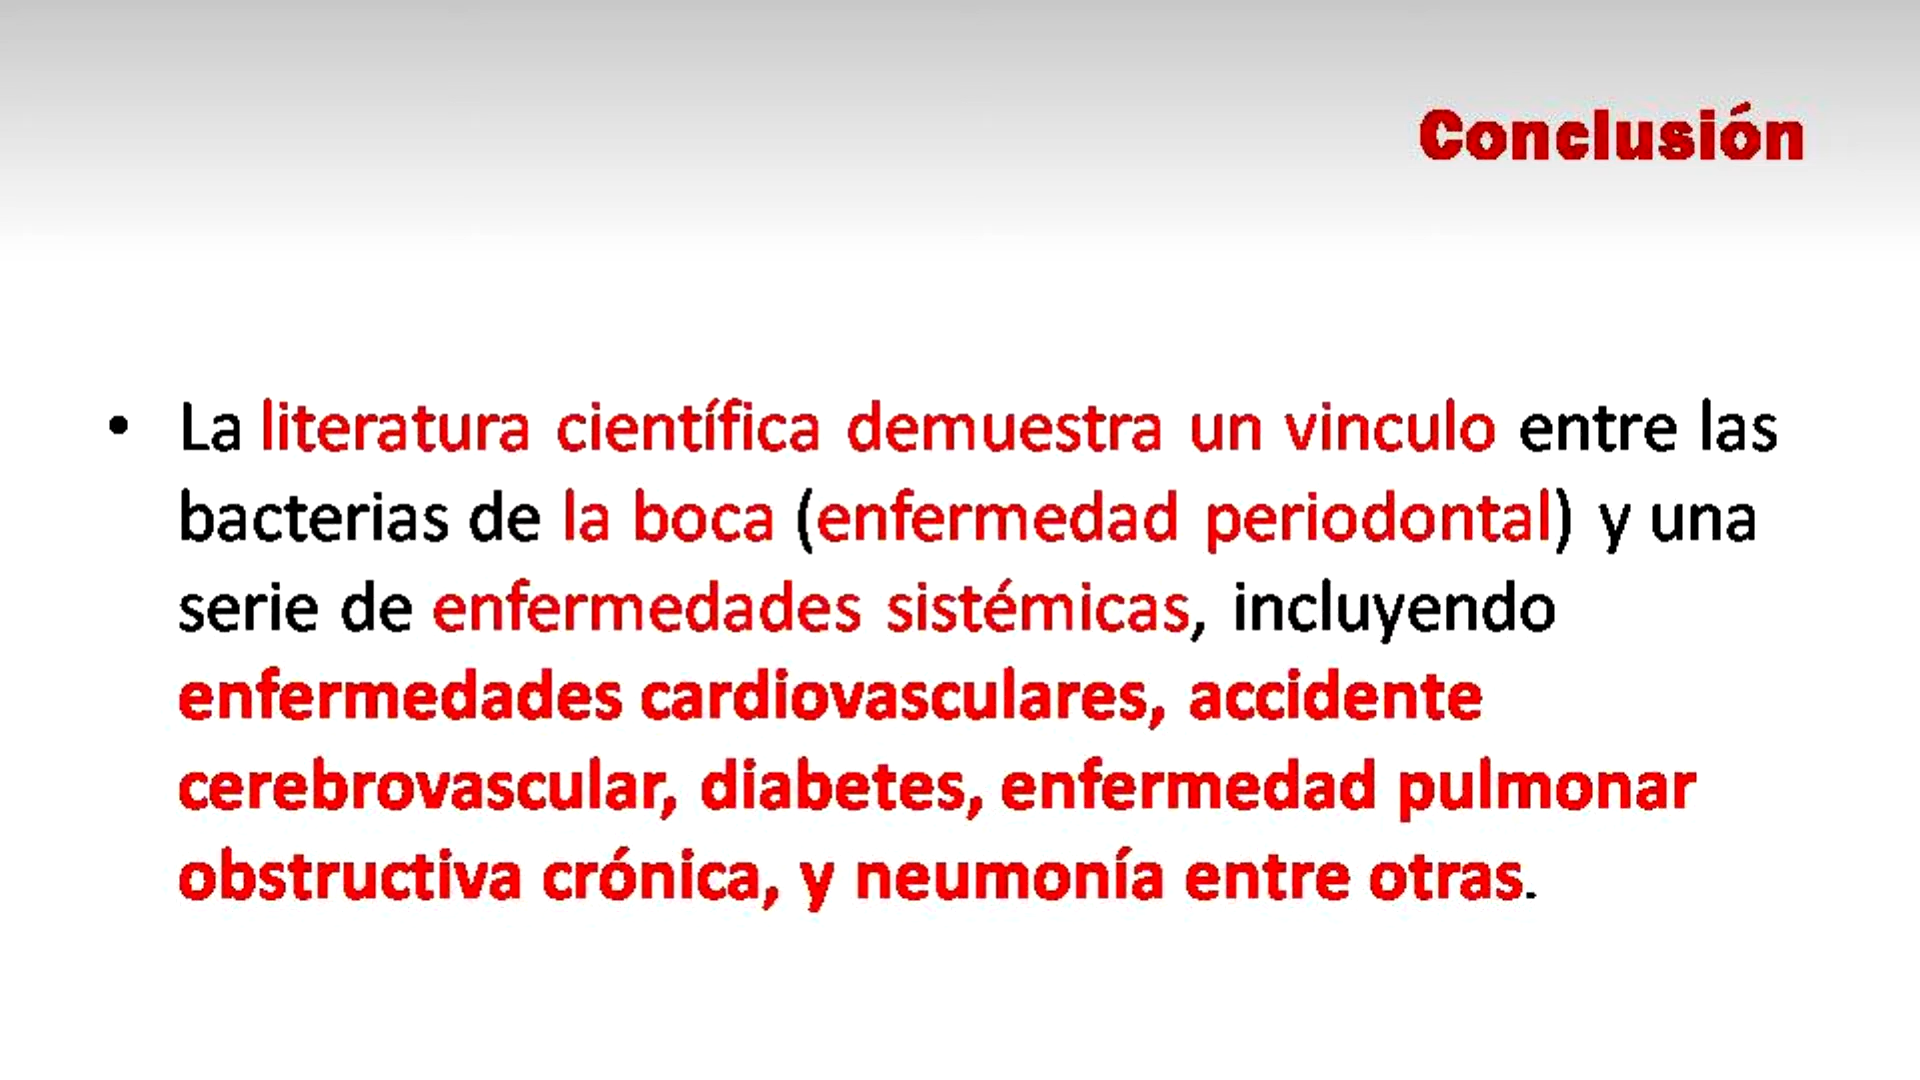 Conclusión
• La literatura científica demuestra un vinculo entre las
bacterias de la boca (enfermedad periodontal) y una
serie de enfermedades sistémicas, incluyendo
enfermedades cardiovasculares, accidente
cerebrovascular, diabetes, enfermedad pulmonar
obstructiva crónica, y neumonía entre otras.